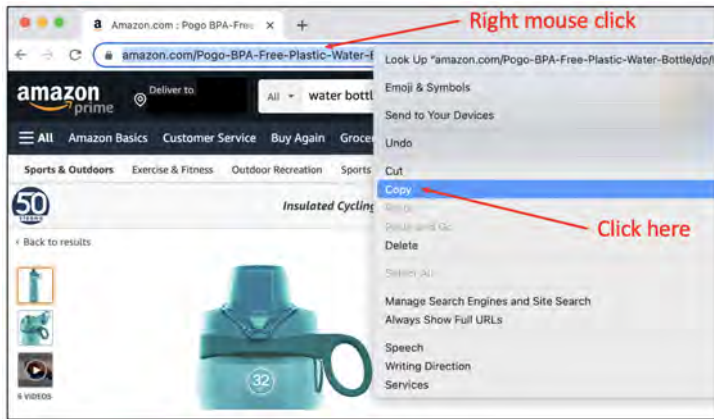 Amazon.com : Pogo BPA-Free
Right mouse click
amazon.com/Pogo-BPA-Free-Plastic-Water-
Look Up "amazon.com/Pogo-BPA-Free-Plastic-Water-Bottle/dp/
amazon
prime
Deliver to
All
water bottl
Emoji & Symbols
Send to Your Devices
Undo
All Amazon Basics Customer Service Buy Again Groce
Cut
Sports & Outdoors Exercise & Fitness Outdoor Recreation Sports
Copy
Paste
Paste and Go
Click here
50
Insulated Cycling
Delete
Select All
‹ Back to results
Manage Search Engines and Site Search
Always Show Full URLs
Speech
Writing Direction
Services
32
6 VIDEOS